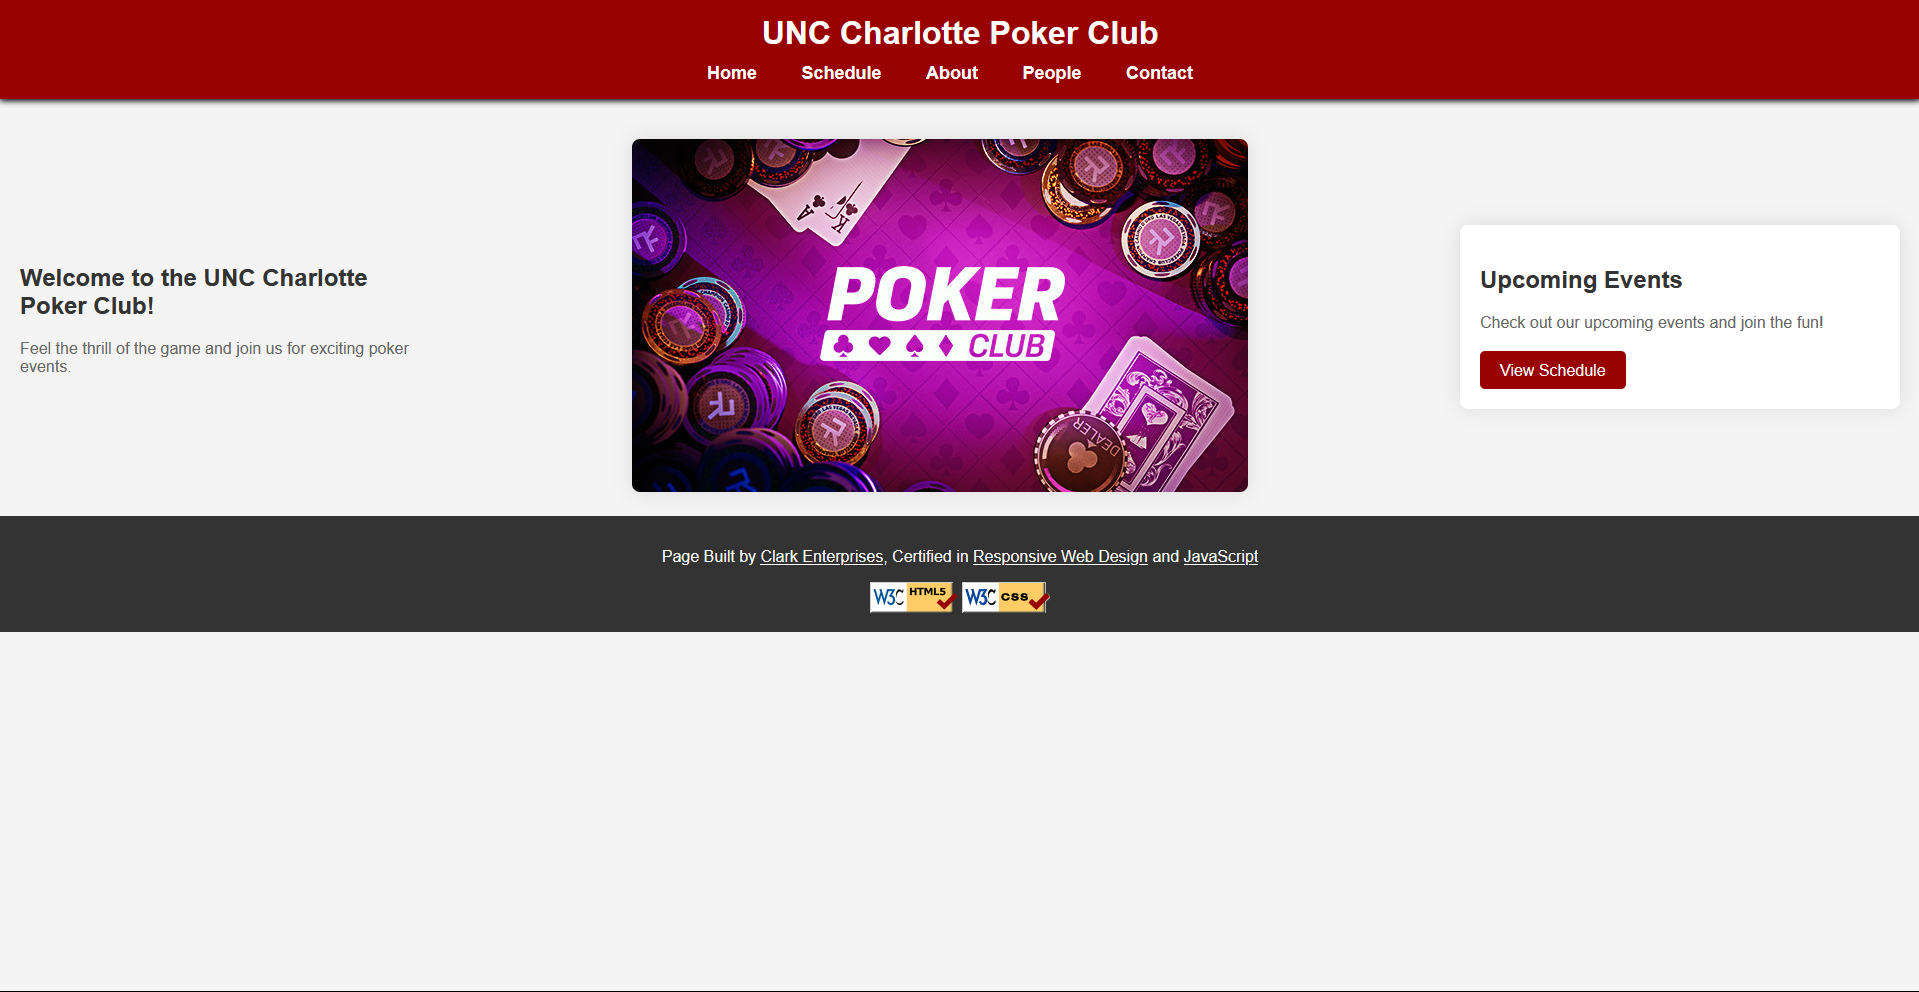 UNC Charlotte Poker Club
Home Schedule About People Contact
Welcome to the UNC Charlotte
Poker Club!
Feel the thrill of the game and join us for exciting poker
events.
A
K
POKER
CLUB
DEALER
Upcoming Events
Check out our upcoming events and join the fun!
View Schedule
Page Built by Clark Enterprises, Certified in Responsive Web Design and JavaScript
W3C HTML5 W3C css